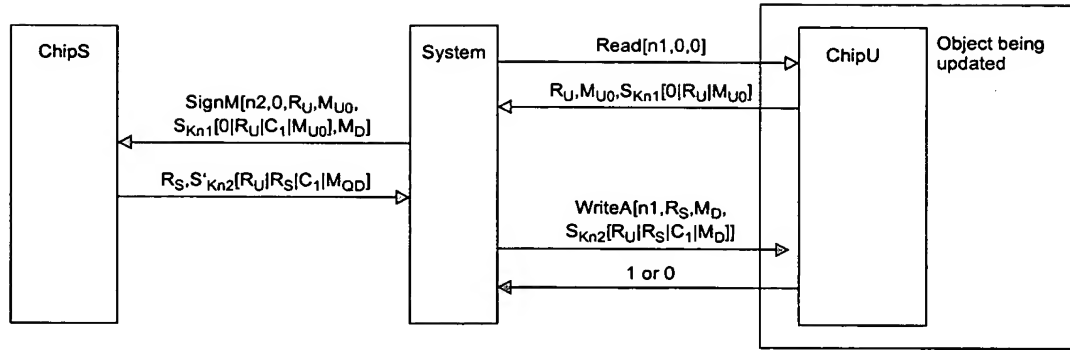 ChipS
System
ChipU
Object being
updated
Read[n1,0,0]
R_U,M_U0,S_Kn1[0|R_U|M_U0]
SignM[n2,0,R_U,M_U0,
S_Kn1[0|R_U|C_1|M_U0],M_D]
R_S,S'_Kn2[R_U|R_S|C_1|M_QD]
WriteA[n1,R_S,M_D,
S_Kn2[R_U|R_S|C_1|M_D]]
1 or 0